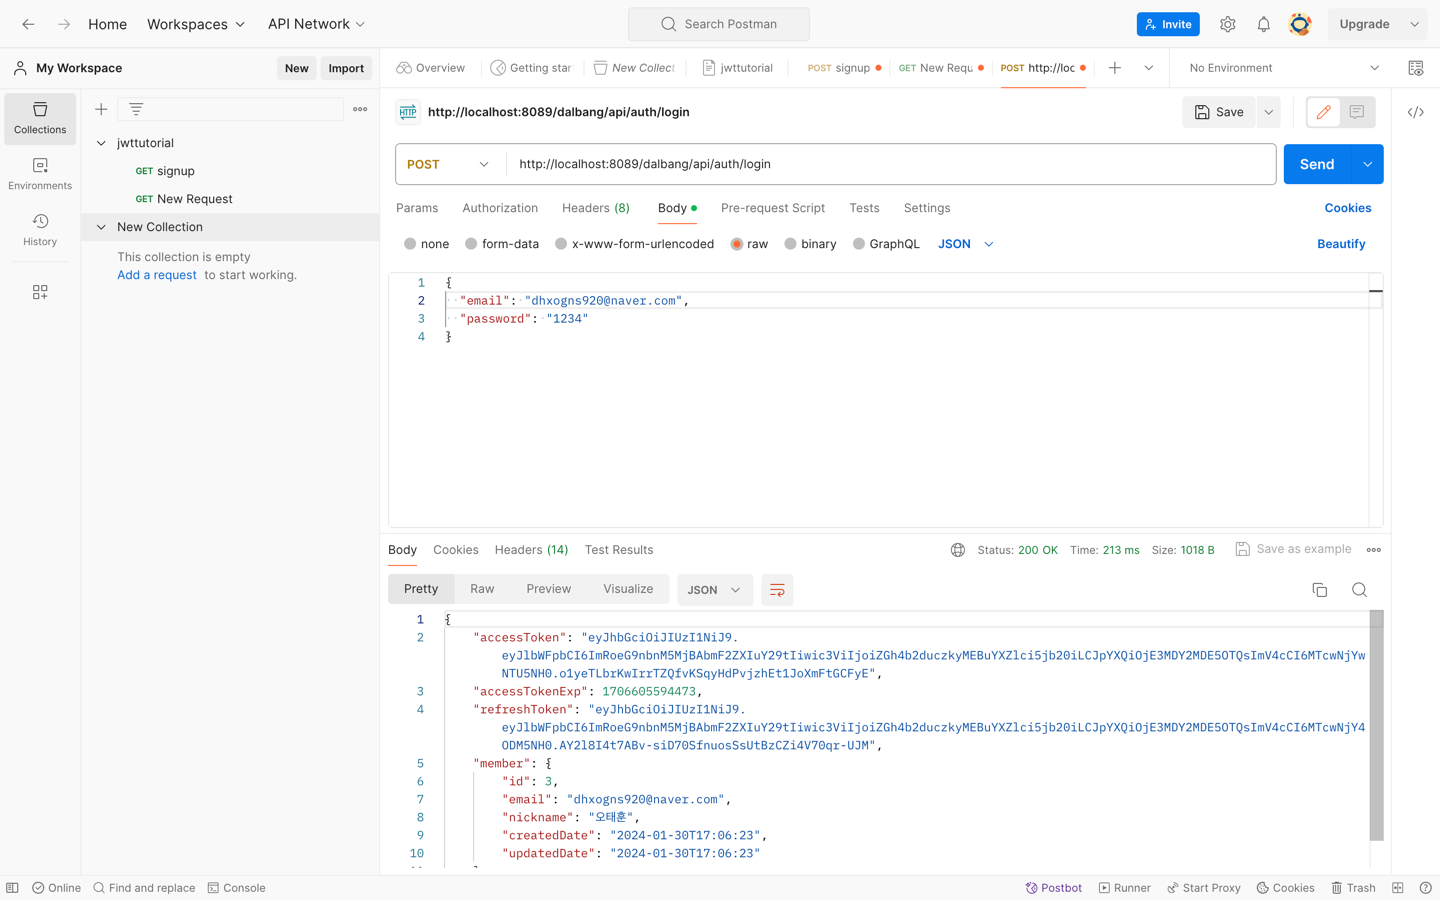 Home Workspaces API Network Search Postman Invite Upgrade
My Workspace New Import Overview Getting star New Collect jwttutorial POST signup GET New Requ POST http://loc No Environment
Collections
Environments
History
jwttutorial
GET signup
GET New Request
New Collection
This collection is empty
Add a request to start working.
HTTP http://localhost:8089/dalbang/api/auth/login Save
POST http://localhost:8089/dalbang/api/auth/login Send
Params Authorization Headers (8) Body Pre-request Script Tests Settings Cookies
none form-data x-www-form-urlencoded raw binary GraphQL JSON Beautify
1 {
2 "email": "dhxogns920@naver.com",
3 "password": "1234"
4 }
Body Cookies Headers (14) Test Results Status: 200 OK Time: 213 ms Size: 1018 B Save as example
Pretty Raw Preview Visualize JSON
1 {
2 "accessToken": "eyJhbGciOiJIUzI1NiJ9.
eyJlbWFpbCI6ImRoeG9nbnM5MjBAbmF2ZXIuY29tIiwic3ViIjoiZGh4b2duczkyMEBuYXZlci5jb20iLCJpYXQiOjE3MDY2MDE5OTQsImV4cCI6MTcwNjYw
NTU5NH0.o1yeTLbrKwIrrTZQfvKSqyHdPvjzhEt1JoXmFtGCFyE",
3 "accessTokenExp": 1706605594473,
4 "refreshToken": "eyJhbGciOiJIUzI1NiJ9.
eyJlbWFpbCI6ImRoeG9nbnM5MjBAbmF2ZXIuY29tIiwic3ViIjoiZGh4b2duczkyMEBuYXZlci5jb20iLCJpYXQiOjE3MDY2MDE5OTQsImV4cCI6MTcwNjY4
ODM5NH0.AY2l8I4t7ABv-siD70SfnuosSsUtBzCZi4V70qr-UJM",
5 "member": {
6 "id": 3,
7 "email": "dhxogns920@naver.com",
8 "nickname": "오태훈",
9 "createdDate": "2024-01-30T17:06:23",
10 "updatedDate": "2024-01-30T17:06:23"
Online Find and replace Console Postbot Runner Start Proxy Cookies Trash